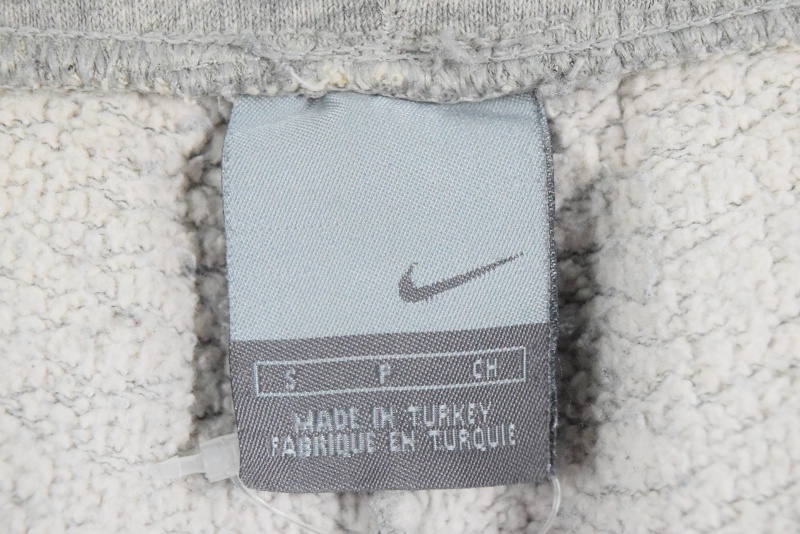 S P CH
MADE IN TURKEY
FABRIQUE EN TURQUIE